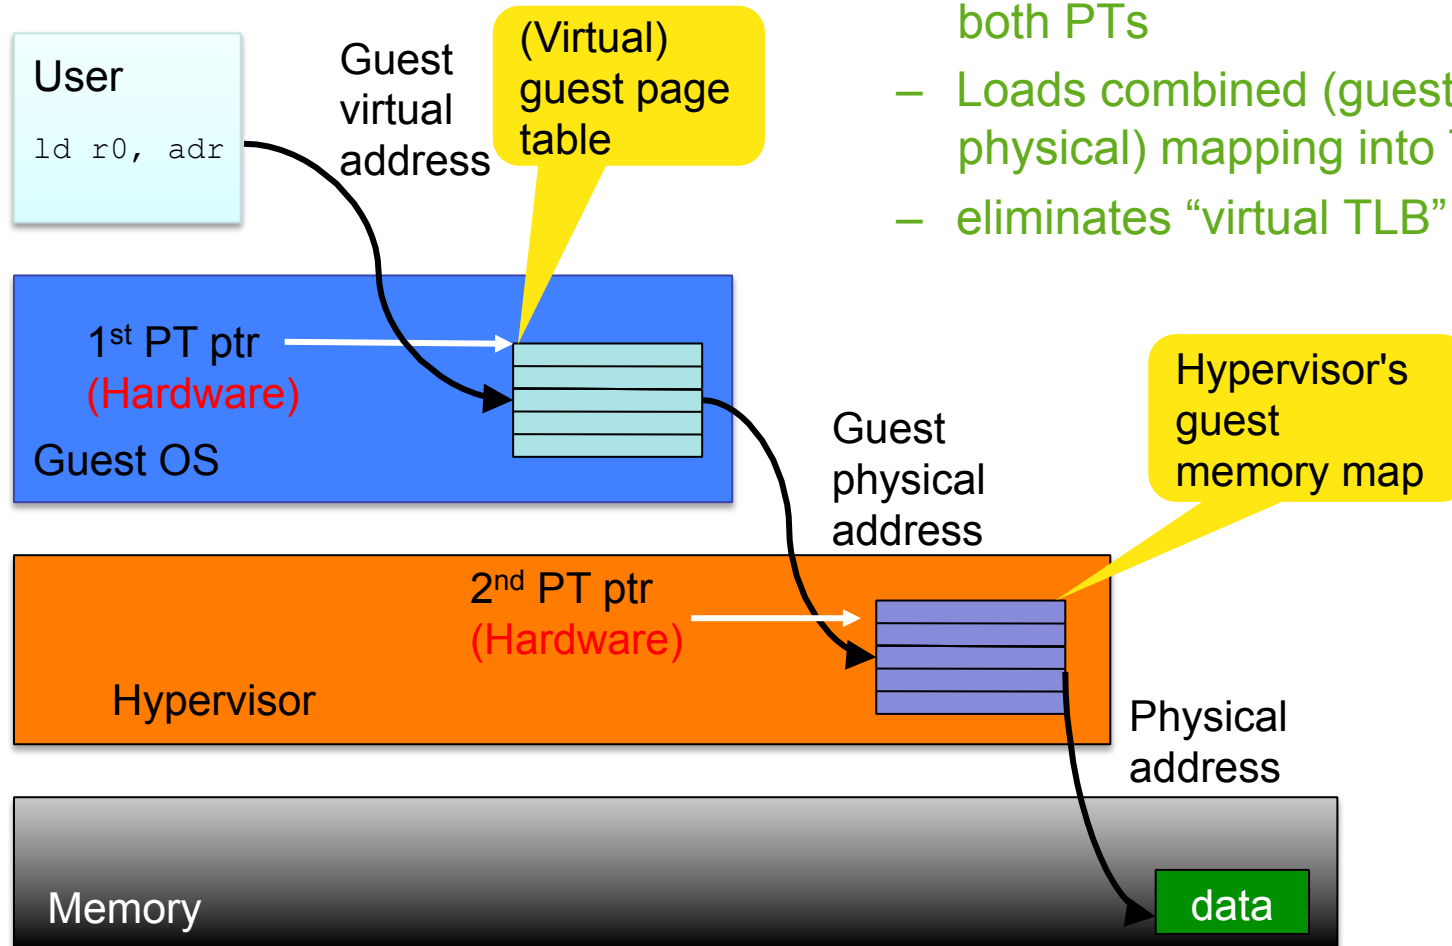 both PTs
– Loads combined (guest
physical) mapping into
– eliminates “virtual TLB”
User
ld r0, adr
Guest
virtual
address
(Virtual)
guest page
table
1st PT ptr
(Hardware)
Guest OS
Guest
physical
address
Hypervisor's
guest
memory map
2nd PT ptr
(Hardware)
Hypervisor
Physical
address
Memory
data